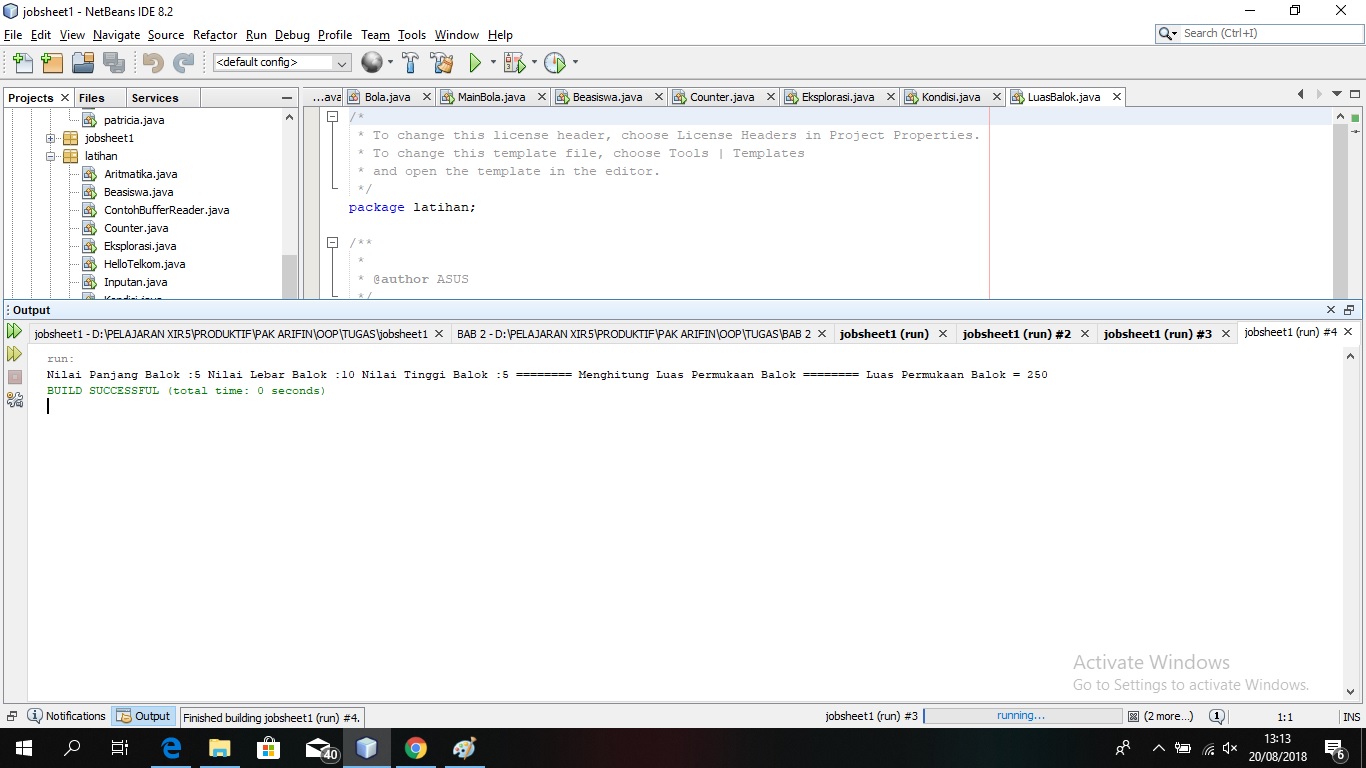 jobsheet1 - NetBeans IDE 8.2
File Edit View Navigate Source Refactor Run Debug Profile Team Tools Window Help
Search (Ctrl+I)
<default config>
Projects Files Services
...ava Bola.java MainBola.java Beasiswa.java Counter.java Eksplorasi.java Kondisi.java LuasBalok.java
patricia.java
jobsheet1
latihan
Aritmatika.java
Beasiswa.java
ContohBufferReader.java
Counter.java
Eksplorasi.java
HelloTelkom.java
Inputan.java
Kondisi.java
/*
* To change this license header, choose License Headers in Project Properties.
* To change this template file, choose Tools | Templates
* and open the template in the editor.
*/
package latihan;
/**
*
* @author ASUS
*/
Output
jobsheet1 - D:\PELAJARAN XIR5\PRODUKTIF\PAK ARIFIN\OOP\TUGAS\jobsheet1 BAB 2 - D:\PELAJARAN XIR5\PRODUKTIF\PAK ARIFIN\OOP\TUGAS\BAB 2 jobsheet1 (run) jobsheet1 (run) #2 jobsheet1 (run) #3 jobsheet1 (run) #4
run:
Nilai Panjang Balok :5 Nilai Lebar Balok :10 Nilai Tinggi Balok :5 ======== Menghitung Luas Permukaan Balok ======== Luas Permukaan Balok = 250
BUILD SUCCESSFUL (total time: 0 seconds)
Activate Windows
Go to Settings to activate Windows.
Notifications Output Finished building jobsheet1 (run) #4. jobsheet1 (run) #3 running... (2 more...) 1:1 INS
40
13:13
20/08/2018
6